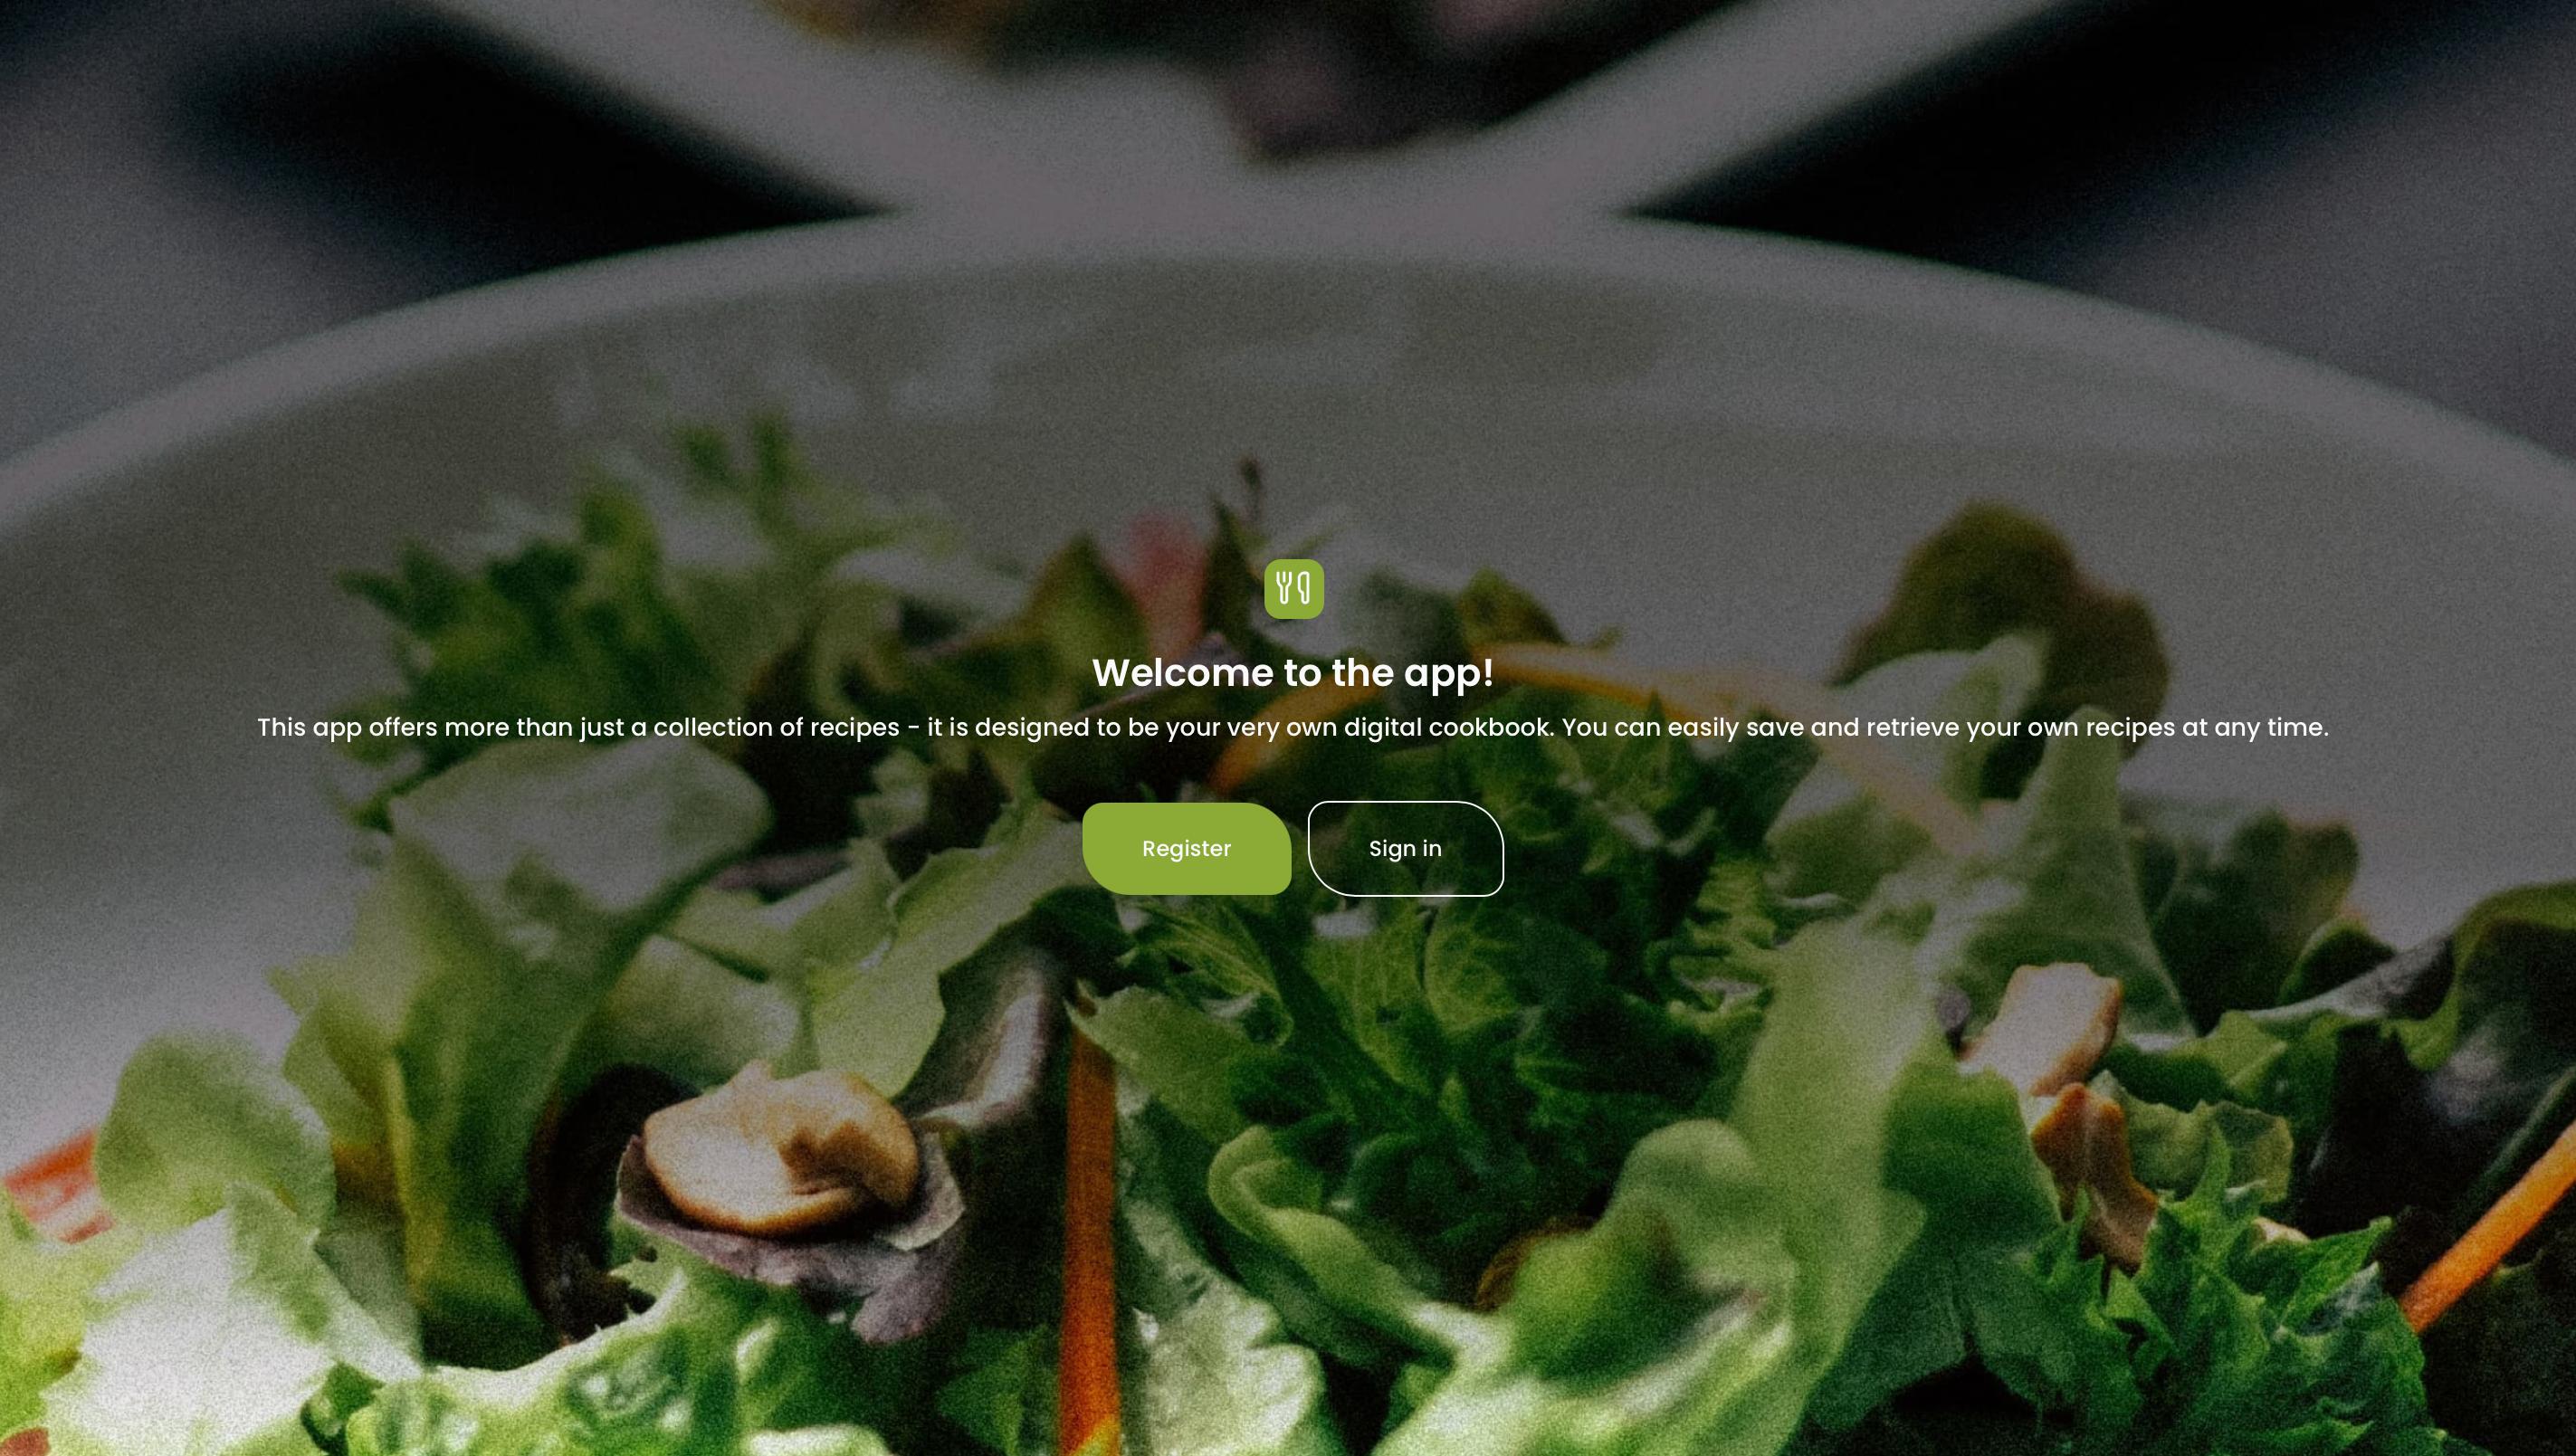 Welcome to the app!
This app offers more than just a collection of recipes - it is designed to be your very own digital cookbook. You can easily save and retrieve your own recipes at any time.
Register
Sign in